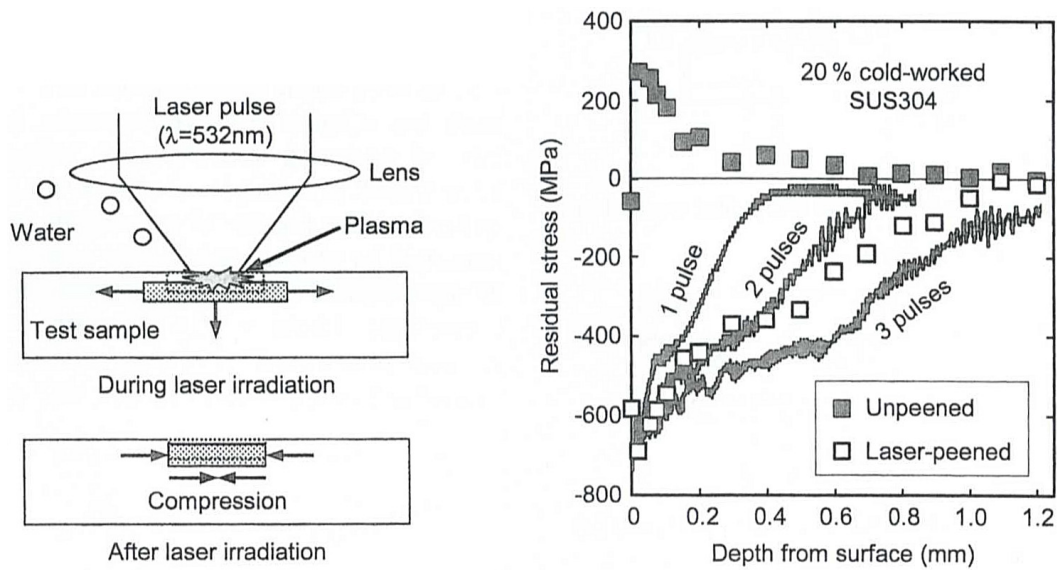 Laser pulse
(λ=532nm)
Lens
Water
Plasma
Test sample
During laser irradiation
Compression
After laser irradiation
Residual stress (MPa)
400
200
0
-200
-400
-600
-800
20 % cold-worked
SUS304
1 pulse
2 pulses
3 pulses
Unpeened
Laser-peened
0
0.2
0.4
0.6
0.8
1.0
1.2
Depth from surface (mm)